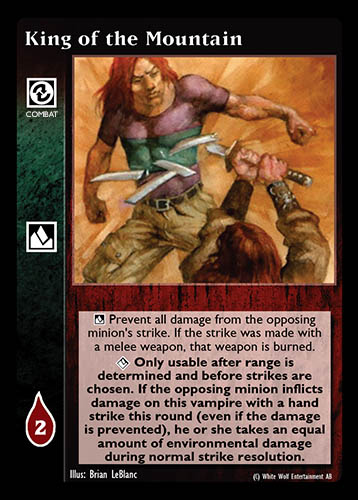 King of the Mountain
COMBAT
Prevent all damage from the opposing
minion's strike. If the strike was made with
a melee weapon, that weapon is burned.
Only usable after range is
determined and before strikes are
chosen. If the opposing minion inflicts
damage on this vampire with a hand
strike this round (even if the damage
is prevented), he or she takes an equal
amount of environmental damage
during normal strike resolution.
2
Illus: Brian LeBlanc
(C) White Wolf Entertainment AB